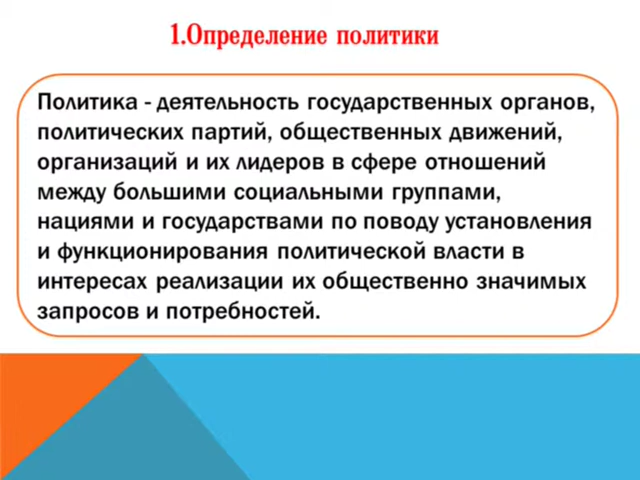 1.Определение политики
Политика - деятельность государственных органов,
политических партий, общественных движений,
организаций и их лидеров в сфере отношений
между большими социальными группами,
нациями и государствами по поводу установления
и функционирования политической власти в
интересах реализации их общественно значимых
запросов и потребностей.